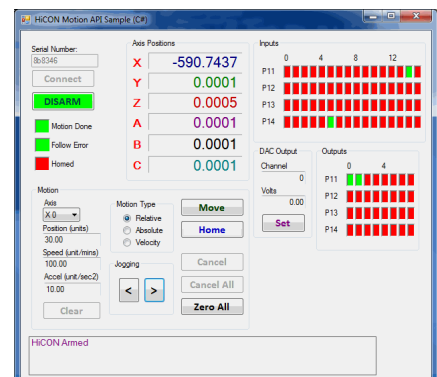 HiCON Motion API Sample (C#)
Serial Number:
8b8346
Connect
DISARM
Motion Done
Follow Error
Homed
Axis Positions
X -590.7437
Y 0.0001
Z 0.0005
A 0.0001
B 0.0001
C 0.0001
Inputs
0 4 8 12
P11
P12
P13
P14
DAC Output
Channel
0
Volts
0.00
Set
Outputs
0 4
P11
P12
P13
P14
Motion
Axis
X 0
Position (units)
30.00
Speed (unit/mins)
100.00
Accel (unit/sec2)
10.00
Clear
Motion Type
Relative
Absolute
Velocity
Jogging
< >
Move
Home
Cancel
Cancel All
Zero All
HiCON Armed